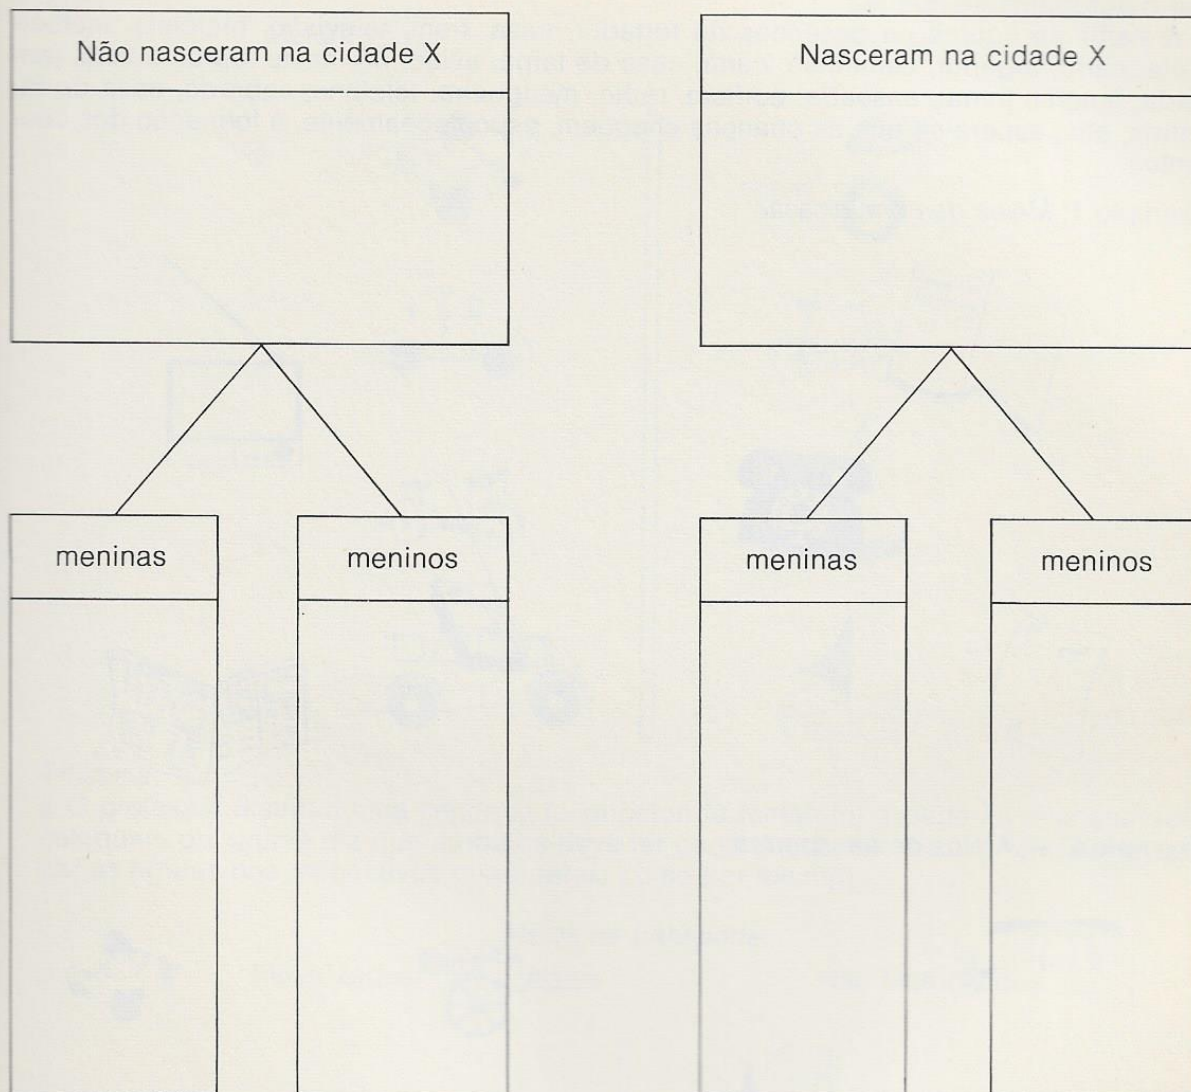 Não nasceram na cidade X
Nasceram na cidade X
meninas
meninos
meninas
meninos